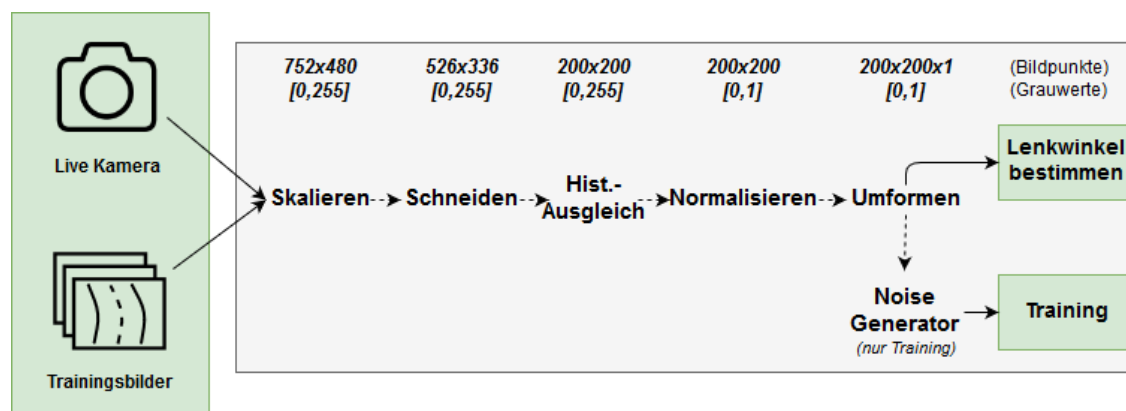 Live Kamera
Trainingsbilder
752x480
[0,255]
526x336
[0,255]
200x200
[0,255]
200x200
[0,1]
200x200x1
[0,1]
(Bildpunkte)
(Grauwerte)
Skalieren
Schneiden
Hist.-
Ausgleich
Normalisieren
Umformen
Lenkwinkel
bestimmen
Noise
Generator
(nur Training)
Training